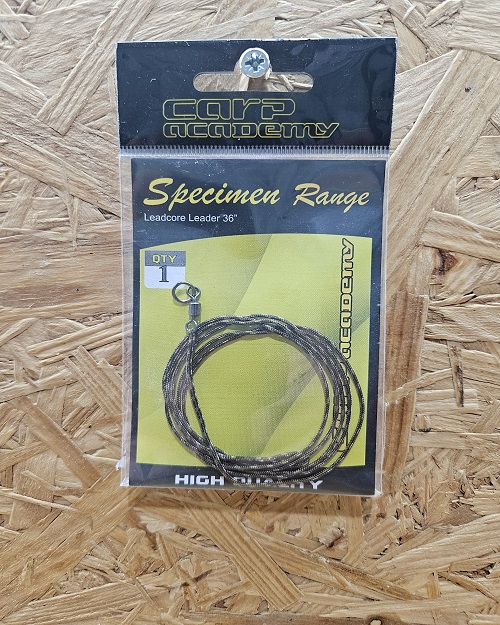 carp
academy
Specimen Range
Leadcore Leader 36"
QTY
1
academy
HIGH QUALITY